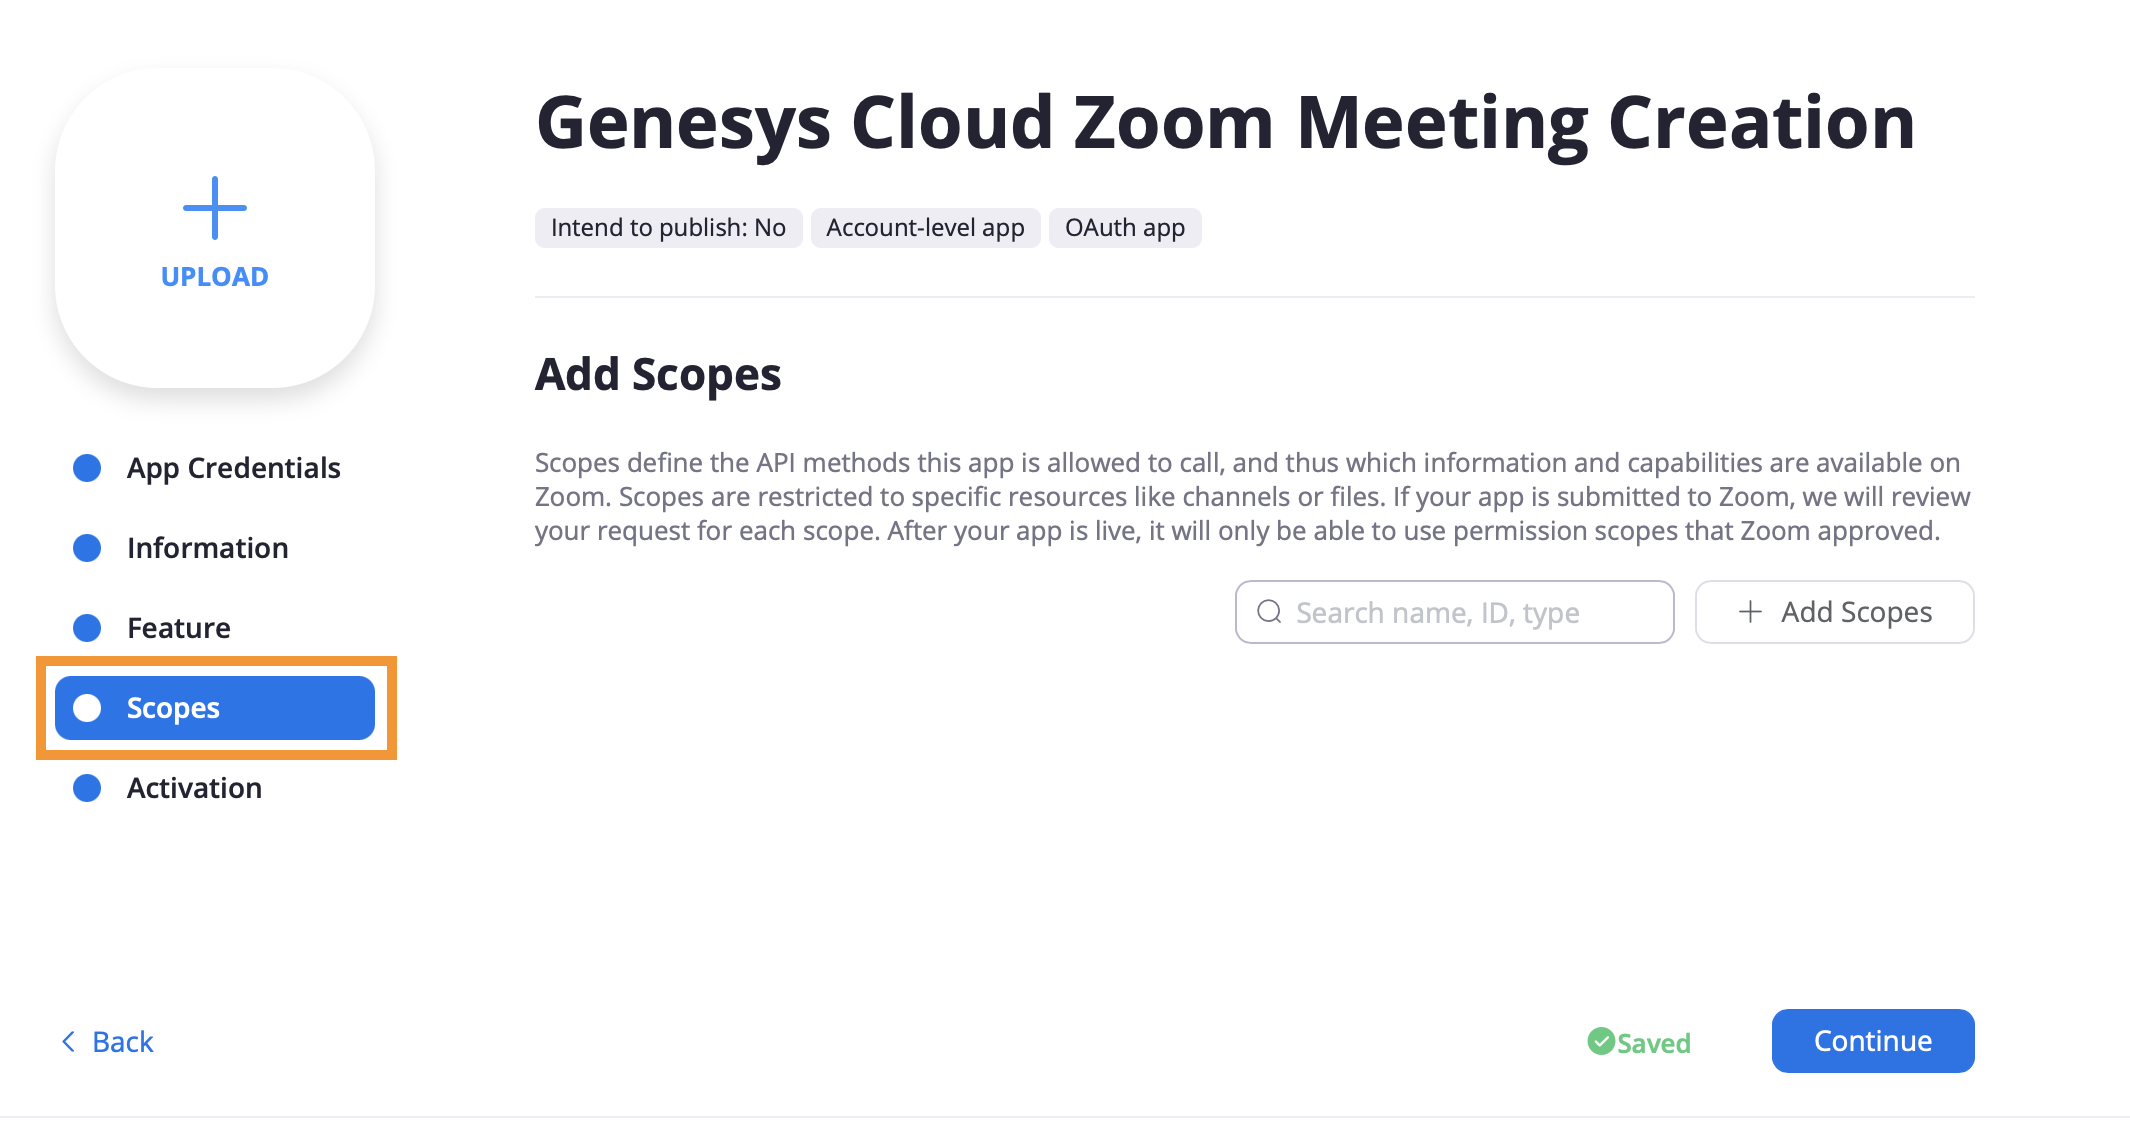 UPLOAD
App Credentials
Information
Feature
Scopes
Activation
Genesys Cloud Zoom Meeting Creation
Intend to publish: No
Account-level app
OAuth app
Add Scopes
Scopes define the API methods this app is allowed to call, and thus which information and capabilities are available on
Zoom. Scopes are restricted to specific resources like channels or files. If your app is submitted to Zoom, we will review
your request for each scope. After your app is live, it will only be able to use permission scopes that Zoom approved.
Search name, ID, type
Add Scopes
Back
Saved
Continue